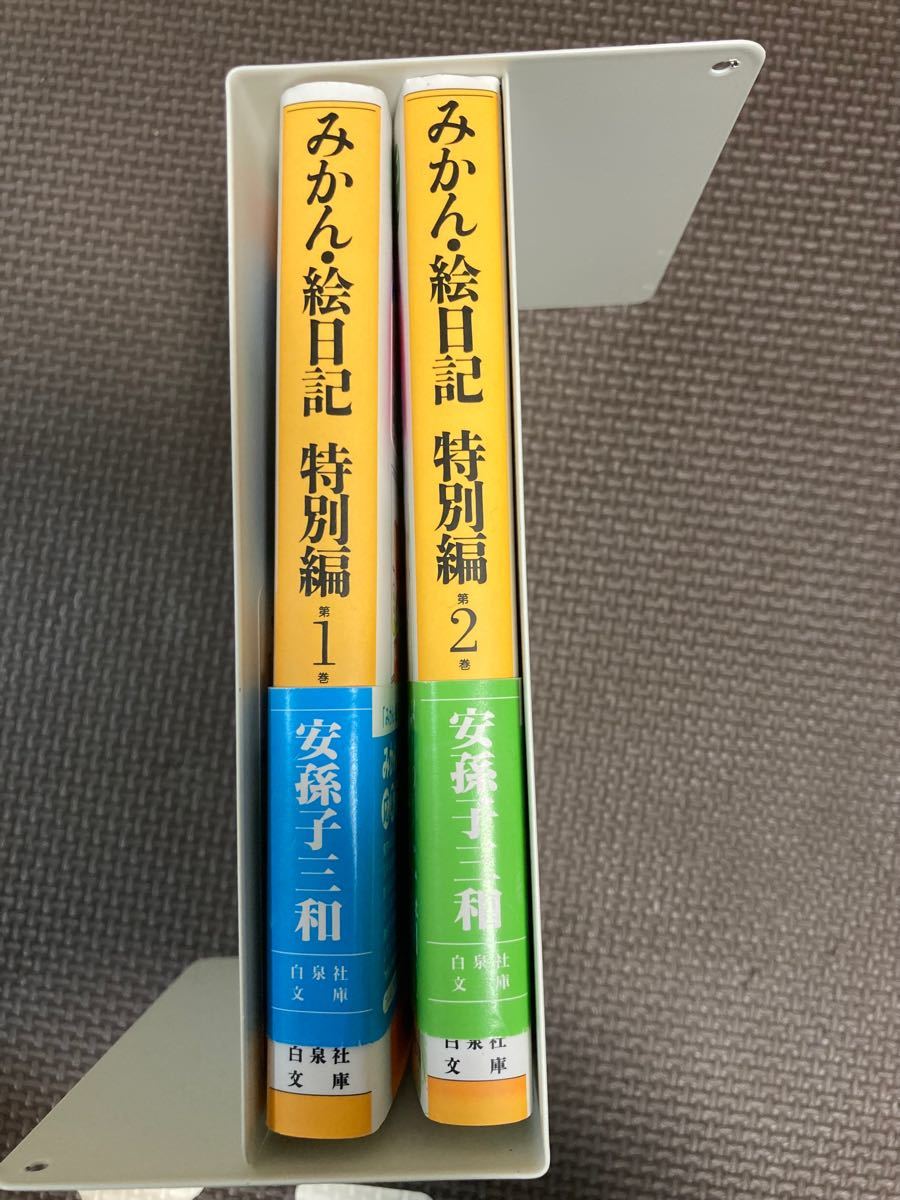 みかん・絵日記 特別編
第1巻
安孫子三和
白泉社
文庫
白泉社
文庫
みかん・絵日記 特別編
第2巻
安孫子三和
白泉社
文庫
白泉社
文庫